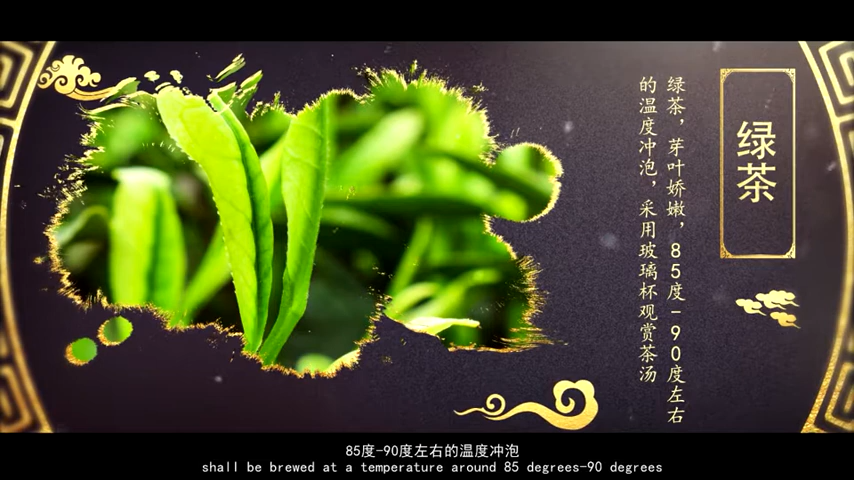 绿茶
绿茶，芽叶娇嫩，85度-90度左右
的温度冲泡，采用玻璃杯观赏茶汤
85度-90度左右的温度冲泡
shall be brewed at a temperature around 85 degrees-90 degrees